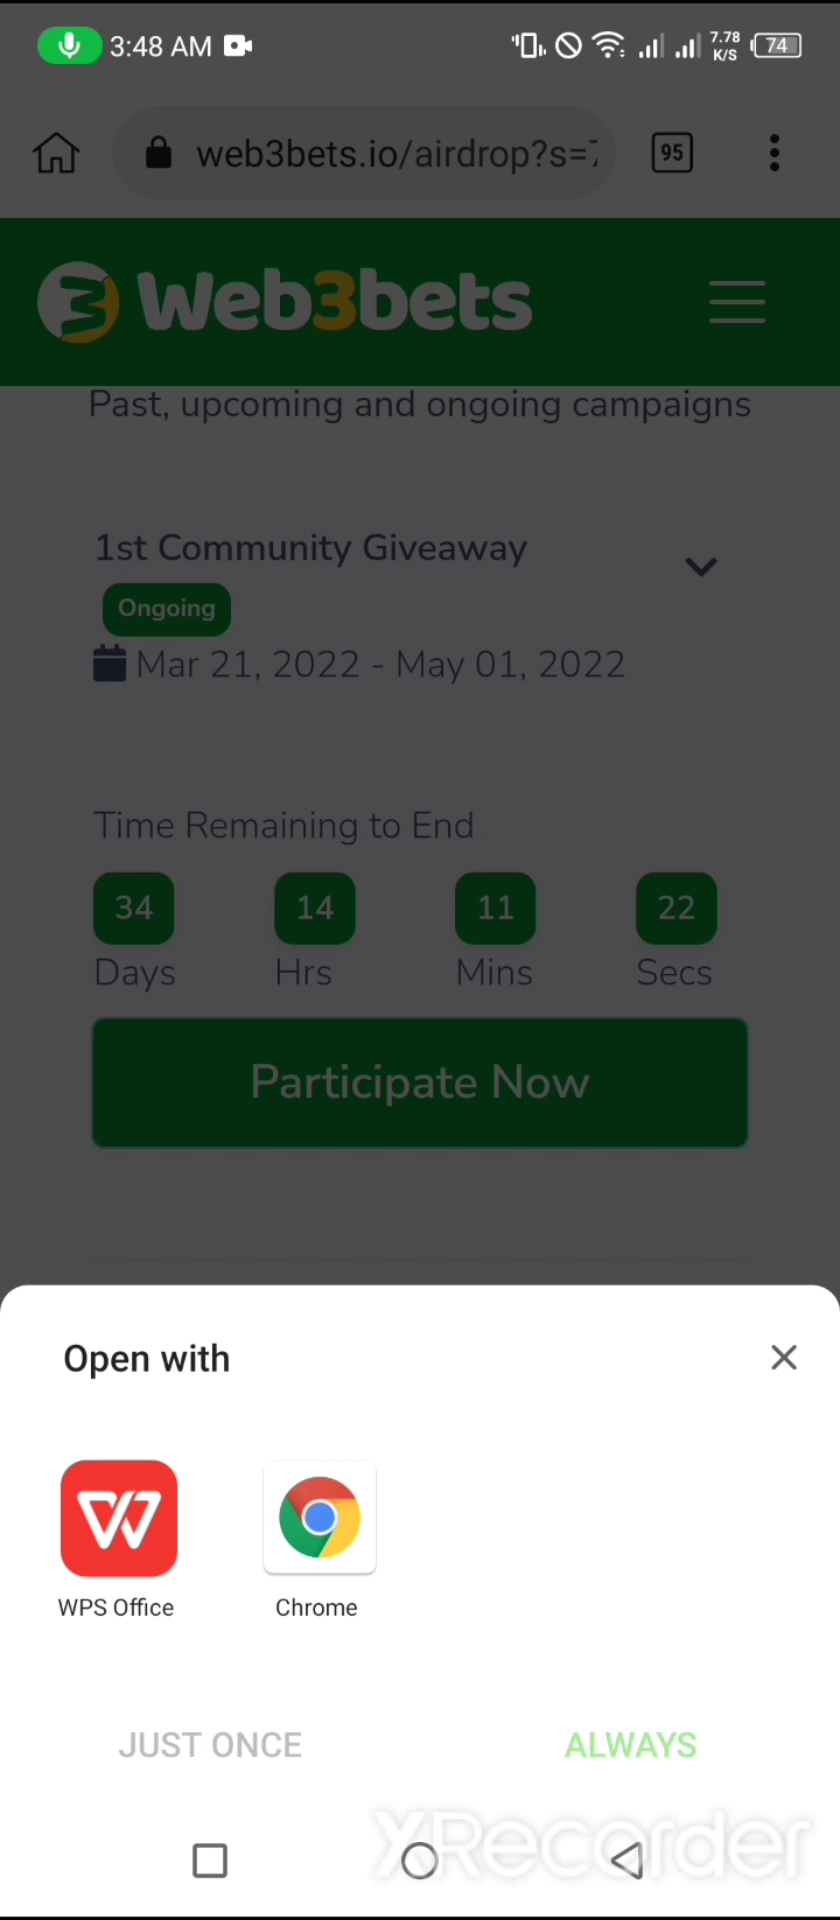 3:48 AM
7.78
K/S
74
web3bets.io/airdrop?s=
95
Web3bets
Past, upcoming and ongoing campaigns
1st Community Giveaway
Ongoing
Mar 21, 2022 - May 01, 2022
Time Remaining to End
34 14 11 22
Days Hrs Mins Secs
Participate Now
Open with
WPS Office Chrome
JUST ONCE ALWAYS
XRecorder